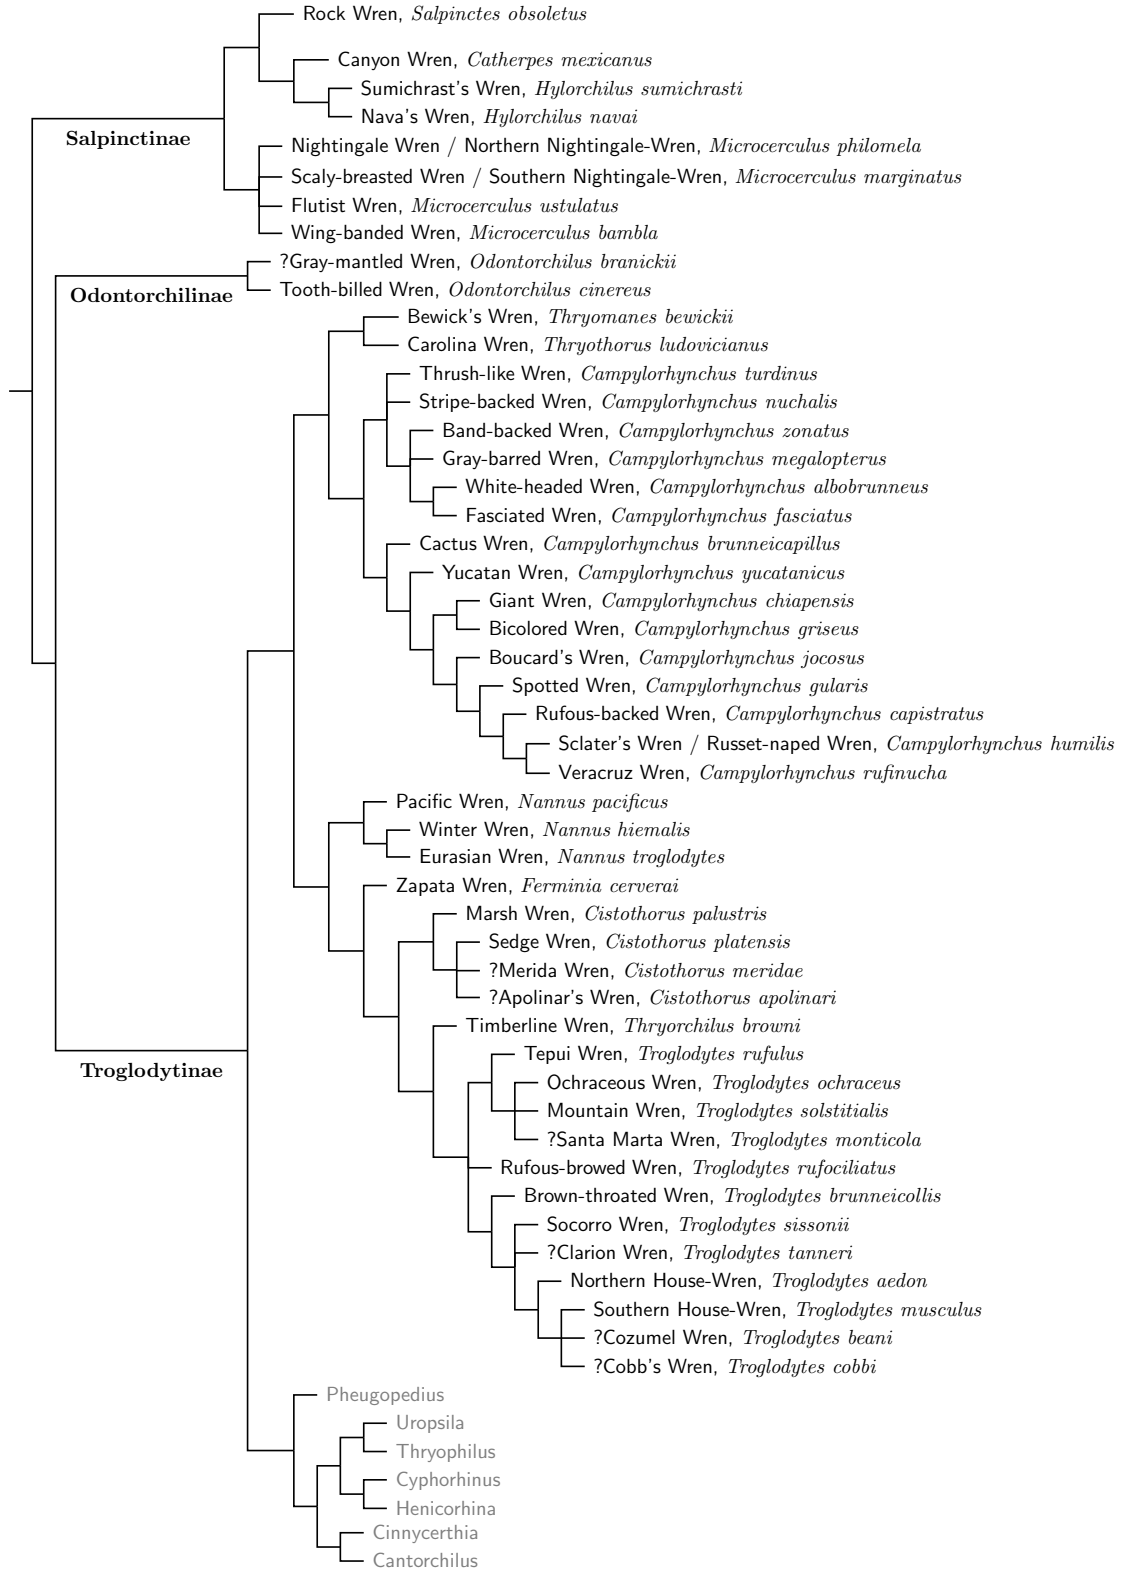 Rock Wren, Salpinctes obsoletus
Canyon Wren, Catherpes mexicanus
Sumichrast's Wren, Hylorchilus sumichrasti
Nava's Wren, Hylorchilus navai
Salpinctinae
Nightingale Wren / Northern Nightingale-Wren, Microcerculus philomela
Scaly-breasted Wren / Southern Nightingale-Wren, Microcerculus marginatus
Flutist Wren, Microcerculus ustulatus
Wing-banded Wren, Microcerculus bambla
?Gray-mantled Wren, Odontorchilus branickii
Odontorchilinae
Tooth-billed Wren, Odontorchilus cinereus
Bewick's Wren, Thryomanes bewickii
Carolina Wren, Thryothorus ludovicianus
Thrush-like Wren, Campylorhynchus turdinus
Stripe-backed Wren, Campylorhynchus nuchalis
Band-backed Wren, Campylorhynchus zonatus
Gray-barred Wren, Campylorhynchus megalopterus
White-headed Wren, Campylorhynchus albobrunneus
Fasciated Wren, Campylorhynchus fasciatus
Cactus Wren, Campylorhynchus brunneicapillus
Yucatan Wren, Campylorhynchus yucatanicus
Giant Wren, Campylorhynchus chiapensis
Bicolored Wren, Campylorhynchus griseus
Boucard's Wren, Campylorhynchus jocosus
Spotted Wren, Campylorhynchus gularis
Rufous-backed Wren, Campylorhynchus capistratus
Sclater's Wren / Russet-naped Wren, Campylorhynchus humilis
Veracruz Wren, Campylorhynchus rufinucha
Pacific Wren, Nannus pacificus
Winter Wren, Nannus hiemalis
Eurasian Wren, Nannus troglodytes
Zapata Wren, Ferminia cerverai
Marsh Wren, Cistothorus palustris
Sedge Wren, Cistothorus platensis
?Merida Wren, Cistothorus meridae
?Apolinar's Wren, Cistothorus apolinari
Timberline Wren, Thryorchilus browni
Tepui Wren, Troglodytes rufulus
Troglodytinae
Ochraceous Wren, Troglodytes ochraceus
Mountain Wren, Troglodytes solstitialis
?Santa Marta Wren, Troglodytes monticola
Rufous-browed Wren, Troglodytes rufociliatus
Brown-throated Wren, Troglodytes brunneicollis
Socorro Wren, Troglodytes sissonii
?Clarion Wren, Troglodytes tanneri
Northern House-Wren, Troglodytes aedon
Southern House-Wren, Troglodytes musculus
?Cozumel Wren, Troglodytes beani
?Cobb's Wren, Troglodytes cobbi
Pheugopedius
Uropsila
Thryophilus
Cyphorhinus
Henicorhina
Cinnycerthia
Cantorchilus